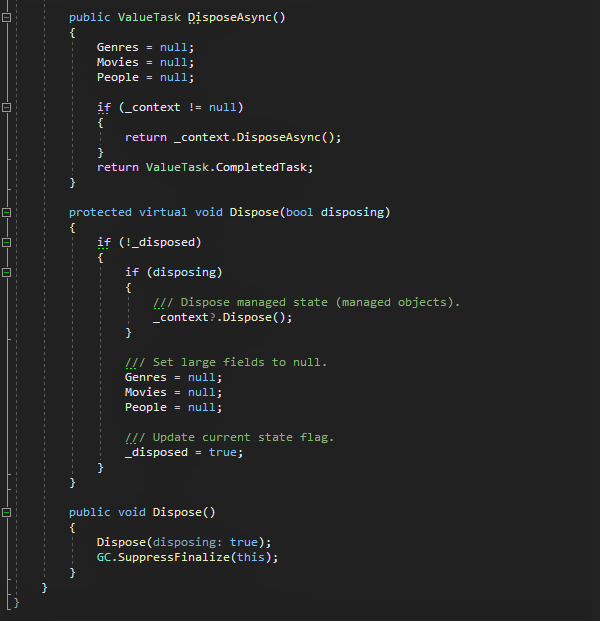 public ValueTask DisposeAsync()
{
Genres = null;
Movies = null;
People = null;
if (_context != null)
{
return _context.DisposeAsync();
}
return ValueTask.CompletedTask;
}
protected virtual void Dispose(bool disposing)
{
if (!_disposed)
{
if (disposing)
{
/// Dispose managed state (managed objects).
_context?.Dispose();
}
/// Set large fields to null.
Genres = null;
Movies = null;
People = null;
/// Update current state flag.
_disposed = true;
}
}
public void Dispose()
{
Dispose(disposing: true);
GC.SuppressFinalize(this);
}
}
}